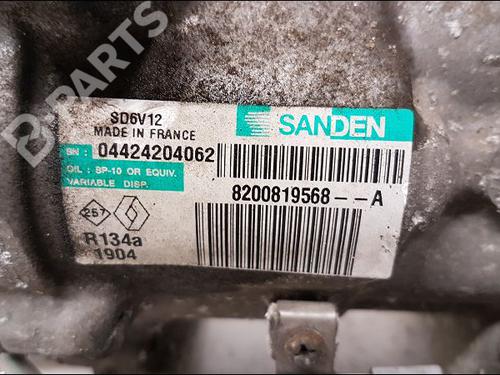 B-PARTS
SD6V12
MADE IN FRANCE
SANDEN
SN : 04424204062
OIL : SP-10 OR EQUIV.
VARIABLE DISP.
8200819568--A
257
R134a
1904